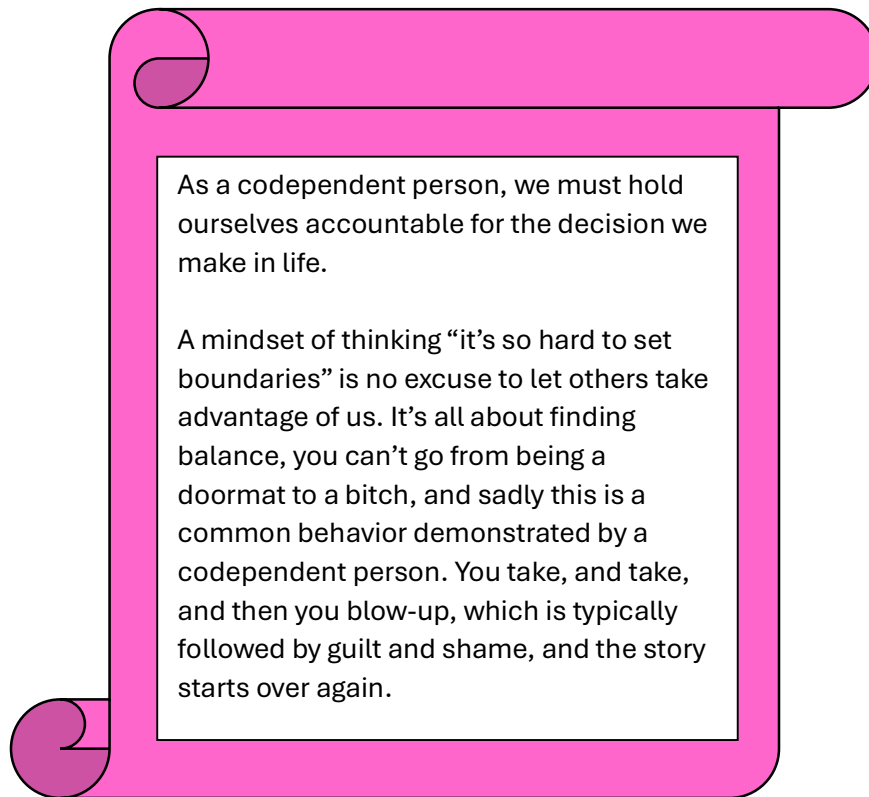 As a codependent person, we must hold
ourselves accountable for the decision we
make in life.
A mindset of thinking “it’s so hard to set
boundaries” is no excuse to let others take
advantage of us. It’s all about finding
balance, you can’t go from being a
doormat to a bitch, and sadly this is a
common behavior demonstrated by a
codependent person. You take, and take,
and then you blow-up, which is typically
followed by guilt and shame, and the story
starts over again.